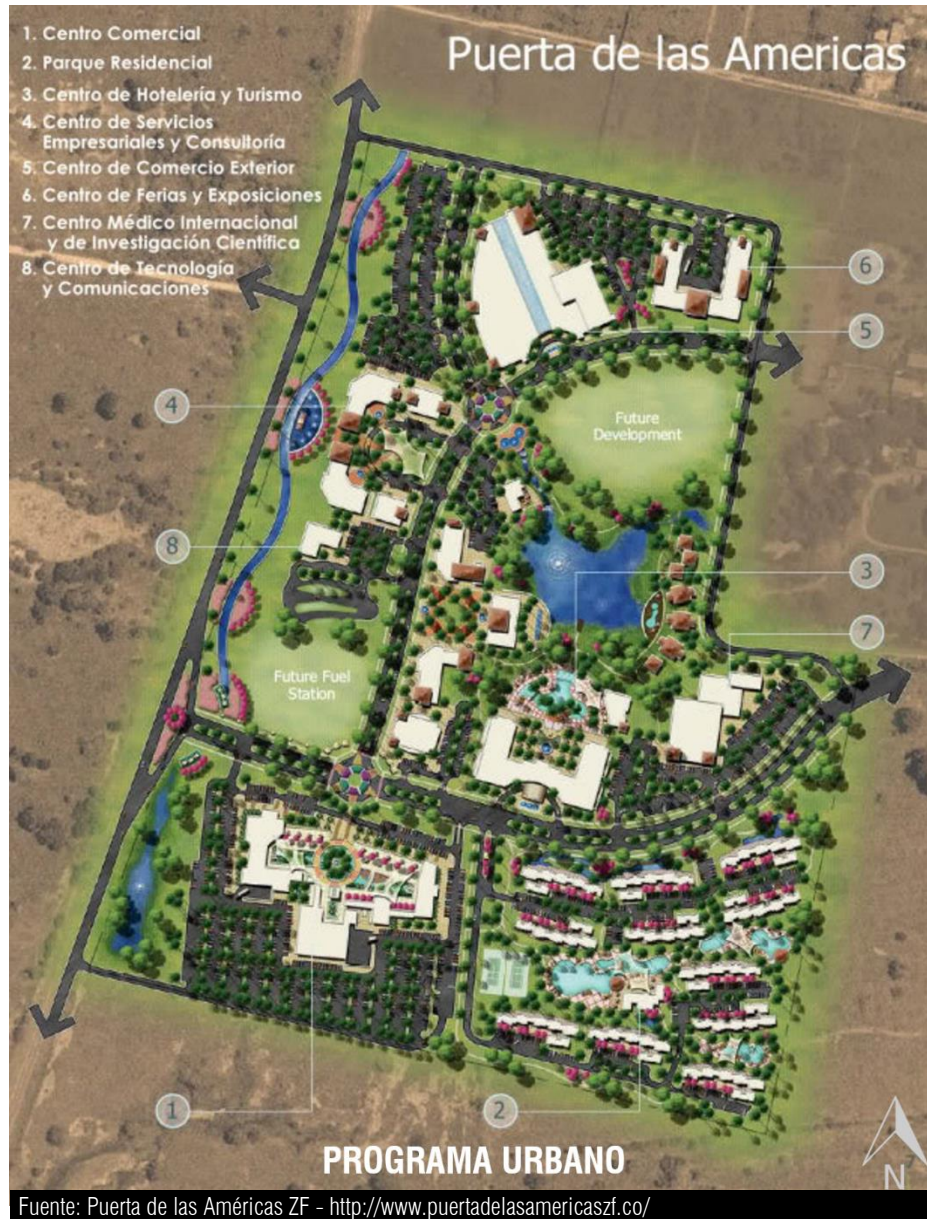 1. Centro Comercial
2. Parque Residencial
3. Centro de Hotelería y Turismo
4. Centro de Servicios
Empresariales y Consultoría
5. Centro de Comercio Exterior
6. Centro de Ferias y Exposiciones
7. Centro Médico Internacional
y de Investigación Científica
8. Centro de Tecnología
y Comunicaciones
Puerta de las Americas
6
5
4
Future
Development
8
3
7
Future Fuel
Station
1
2
PROGRAMA URBANO
N
Fuente: Puerta de las Américas ZF - http://www.puertadelasamericaszf.co/